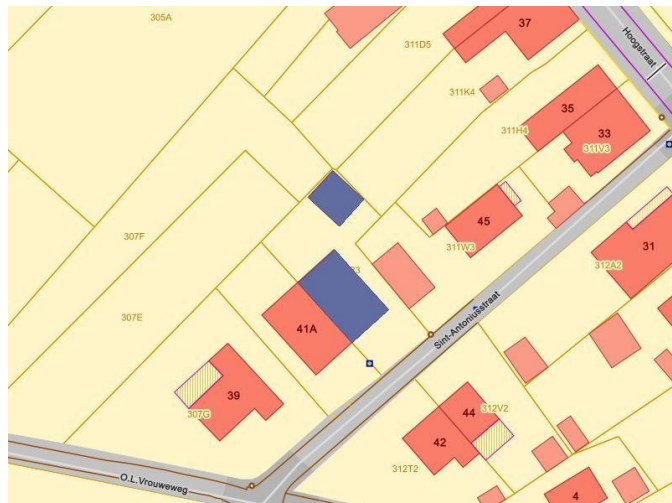 305A
37
Hoogstraat
311D5
311K4
35
311H4
33
311V3
45
311W3
31
312A2
307F
307E
41A
39
307G
Sint-Antoniusstraat
44
312V2
42
312T2
4
O.L.Vrouweweg